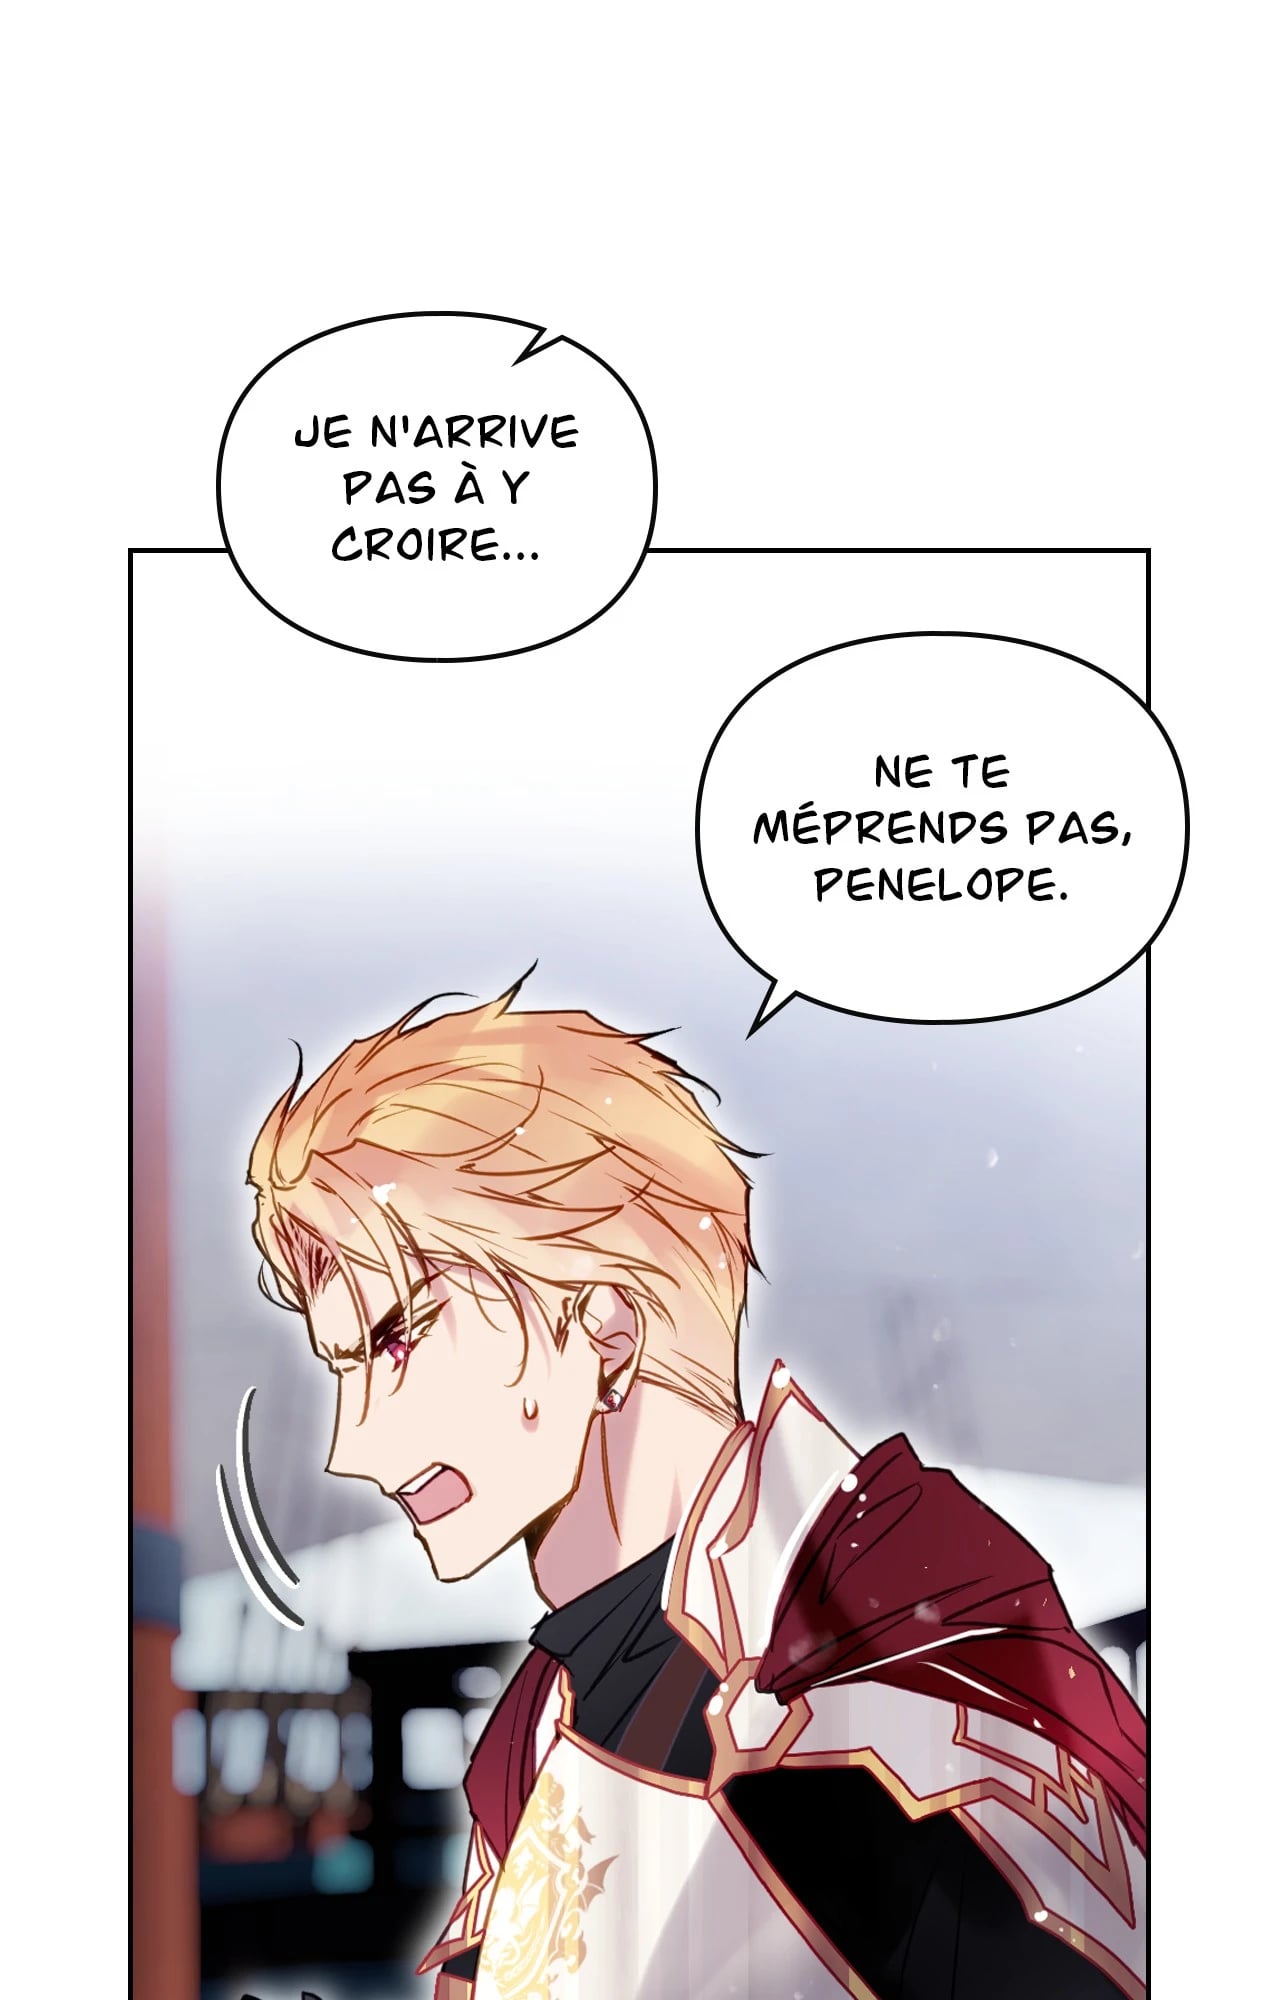 JE N'ARRIVE
PAS À Y
CROIRE...
NE TE
MÉPRENDS PAS,
PENELOPE.